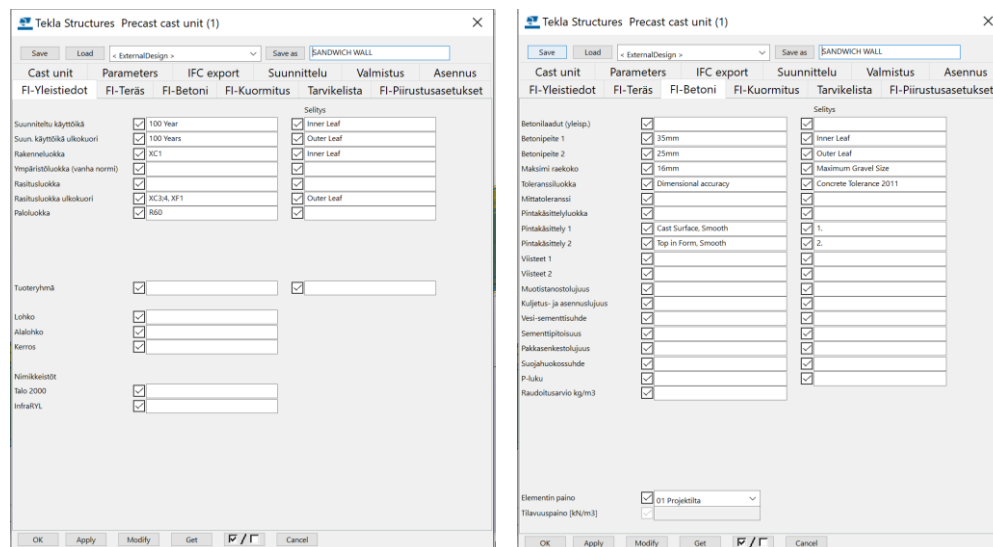 Tekla Structures Precast cast unit (1)
Save Load < ExternalDesign > Save as SANDWICH WALL
Cast unit Parameters IFC export Suunnittelu Valmistus Asennus
FI-Yleistiedot FI-Teräs FI-Betoni FI-Kuormitus Tarvikelista FI-Piirustusasetukset
Selitys
Suunniteltu käyttöikä 100 Year Inner Leaf
Suun. käyttöikä ulkokuori 100 Years Outer Leaf
Rakenneluokka XC1 Inner Leaf
Ympäristöluokka (vanha normi)
Rasitusluokka
Rasitusluokka ulkokuori XC3;4, XF1 Outer Leaf
Paloluokka R60
Tuoteryhmä
Lohko
Alalohko
Kerros
Nimikkeistöt
Talo 2000
InfraRYL
OK Apply Modify Get / Cancel
Tekla Structures Precast cast unit (1)
Save Load < ExternalDesign > Save as SANDWICH WALL
Cast unit Parameters IFC export Suunnittelu Valmistus Asennus
FI-Yleistiedot FI-Teräs FI-Betoni FI-Kuormitus Tarvikelista FI-Piirustusasetukset
Selitys
Betonilaadut (yleisp.)
Betonipeite 1 35mm Inner Leaf
Betonipeite 2 25mm Outer Leaf
Maksimi raekoko 16mm Maximum Gravel Size
Toleranssiluokka Dimensional accuracy Concrete Tolerance 2011
Mittatoleranssi
Pintakäsittelyluokka
Pintakäsittely 1 Cast Surface, Smooth 1.
Pintakäsittely 2 Top in Form, Smooth 2.
Viisteet 1
Viisteet 2
Muotistanostolujuus
Kuljetus- ja asennuslujuus
Vesi-sementtisuhde
Sementtipitoisuus
Pakkasenkestolujuus
Suojahuokossuhde
P-luku
Raudoitusarvio kg/m3
Elementin paino 01 Projektilta
Tilavuuspaino [kN/m3]
OK Apply Modify Get / Cancel